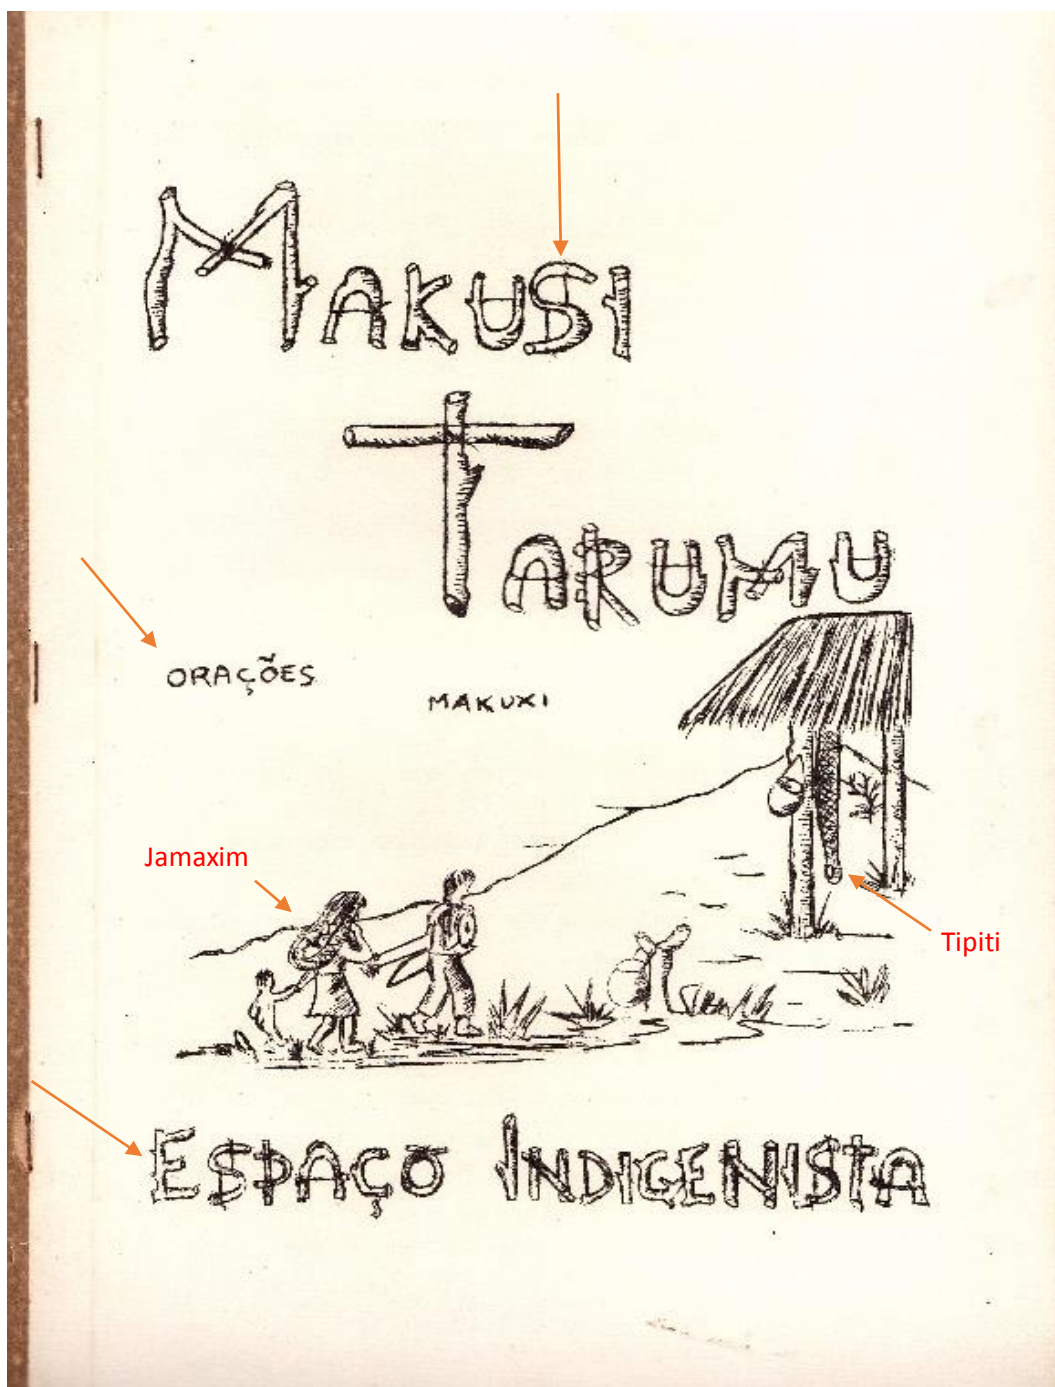 MAKUSI
TARUMU
ORAÇÕES
MAKUXI
Jamaxim
Tipiti
ESPAÇO INDIGENISTA